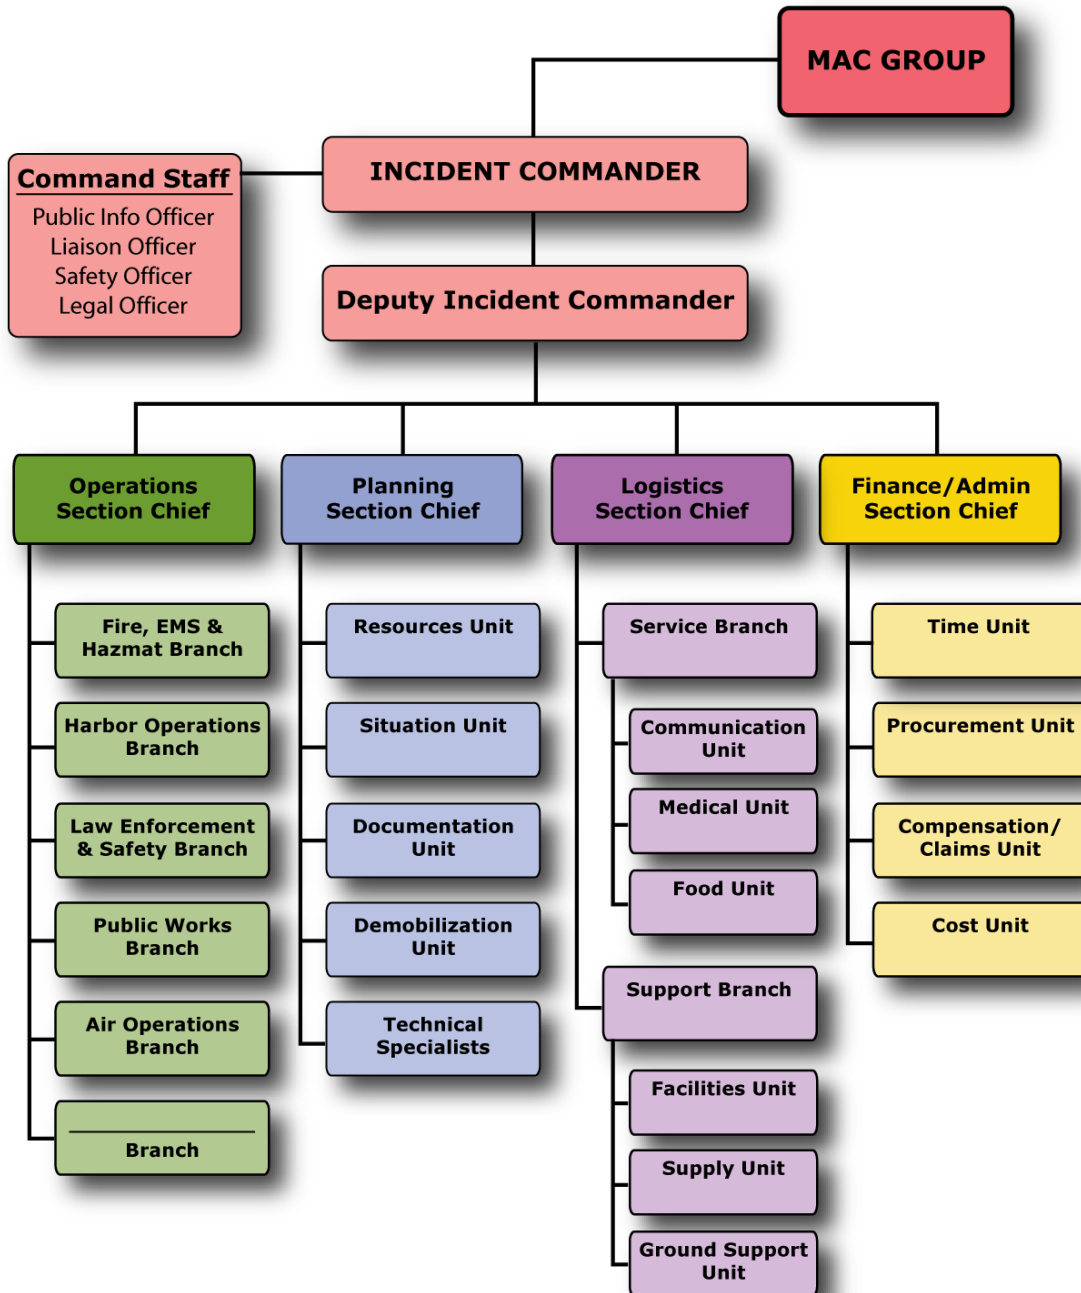 MAC GROUP
INCIDENT COMMANDER
Command Staff
Public Info Officer
Liaison Officer
Safety Officer
Legal Officer
Deputy Incident Commander
Operations
Section Chief
Fire, EMS &
Hazmat Branch
Harbor Operations
Branch
Law Enforcement
& Safety Branch
Public Works
Branch
Air Operations
Branch
Branch
Planning
Section Chief
Resources Unit
Situation Unit
Documentation
Unit
Demobilization
Unit
Technical
Specialists
Logistics
Section Chief
Service Branch
Communication
Unit
Medical Unit
Food Unit
Support Branch
Facilities Unit
Supply Unit
Ground Support
Unit
Finance/Admin
Section Chief
Time Unit
Procurement Unit
Compensation/
Claims Unit
Cost Unit